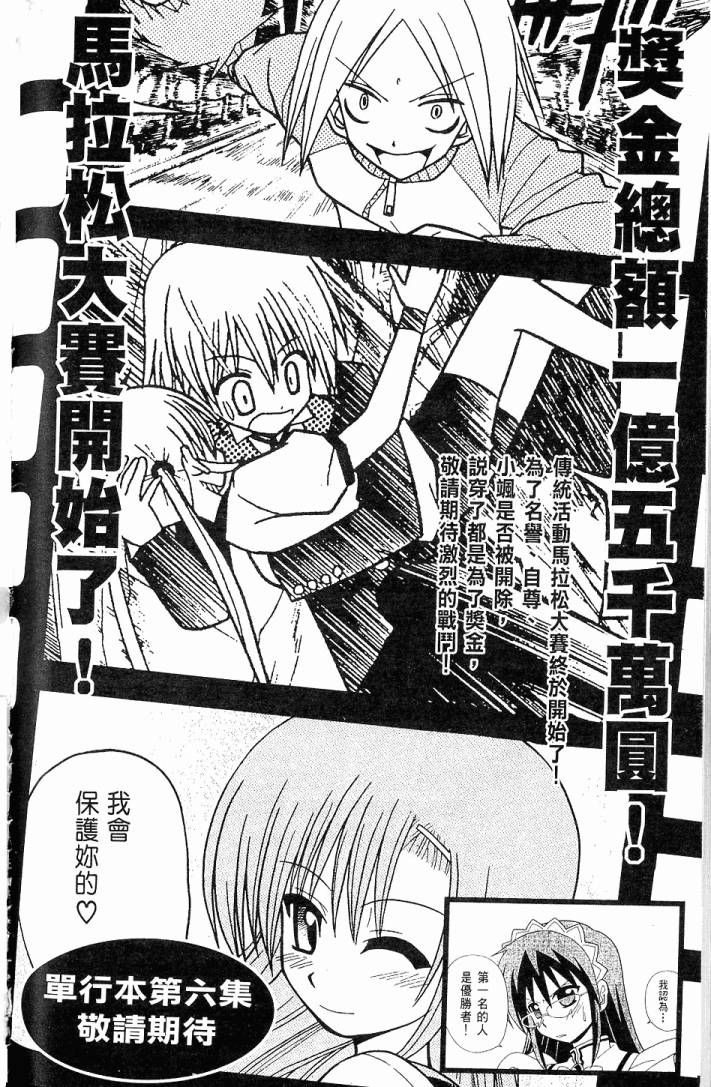 獎金總額一億五千萬圓！
馬拉松大賽開始了！
傳統活動馬拉松大賽終於開始了！
為了名譽、自尊、
小颯是否被開除，
說穿了都是為了獎金，
敬請期待激烈的戰鬥！
我會
保護妳的♡
我認為…
第一名的人
是優勝者！
單行本第六集
敬請期待